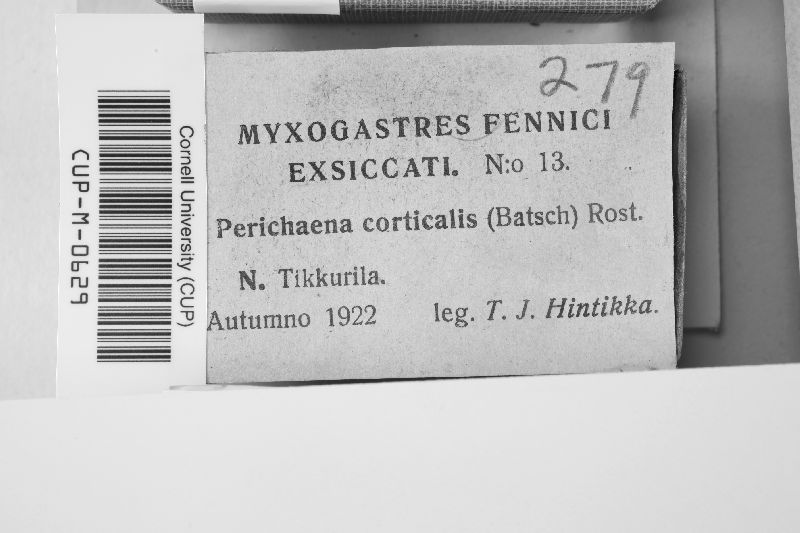 279
MYXOGASTRES FENNICI
EXSICCATI. N:o 13.
Perichaena corticalis (Batsch) Rost.
N. Tikkurila.
Autumno 1922 leg. T. J. Hintikka.
Cornell University (CUP)
CUP-M-0629